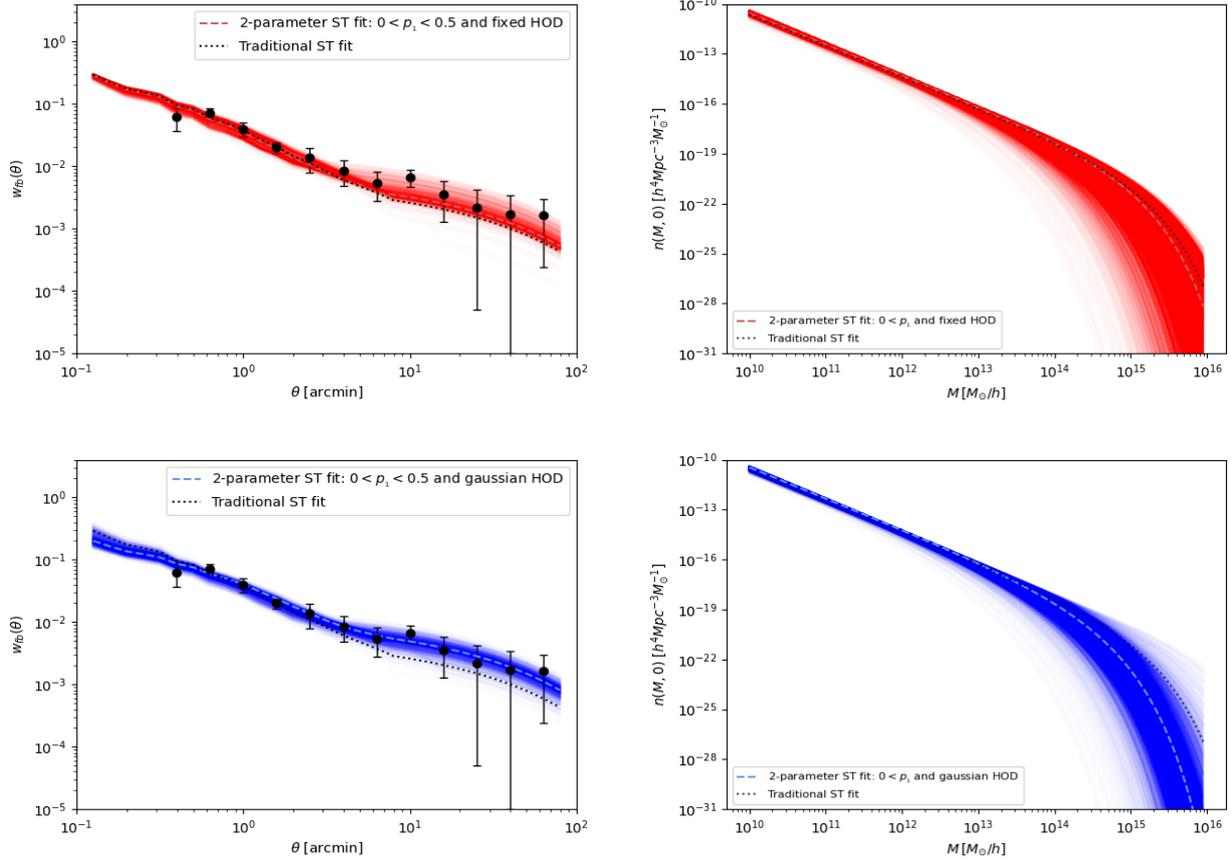 2-parameter ST fit: 0 < p₁ < 0.5 and fixed HOD
Traditional ST fit
10⁰
10⁻¹
10⁻²
10⁻³
10⁻⁴
10⁻⁵
w_fb(θ)
10⁻¹ 10⁰ 10¹ 10²
θ [arcmin]
10⁻¹⁰
10⁻¹³
10⁻¹⁶
10⁻¹⁹
10⁻²²
10⁻²⁵
10⁻²⁸
10⁻³¹
n(M, 0) [h⁴Mpc⁻³M⊙⁻¹]
2-parameter ST fit: 0 < p₁ and fixed HOD
Traditional ST fit
10¹⁰ 10¹¹ 10¹² 10¹³ 10¹⁴ 10¹⁵ 10¹⁶
M [M⊙/h]
2-parameter ST fit: 0 < p₁ < 0.5 and gaussian HOD
Traditional ST fit
10⁰
10⁻¹
10⁻²
10⁻³
10⁻⁴
10⁻⁵
w_fb(θ)
10⁻¹ 10⁰ 10¹ 10²
θ [arcmin]
10⁻¹⁰
10⁻¹³
10⁻¹⁶
10⁻¹⁹
10⁻²²
10⁻²⁵
10⁻²⁸
10⁻³¹
n(M, 0) [h⁴Mpc⁻³M⊙⁻¹]
2-parameter ST fit: 0 < p₁ and gaussian HOD
Traditional ST fit
10¹⁰ 10¹¹ 10¹² 10¹³ 10¹⁴ 10¹⁵ 10¹⁶
M [M⊙/h]